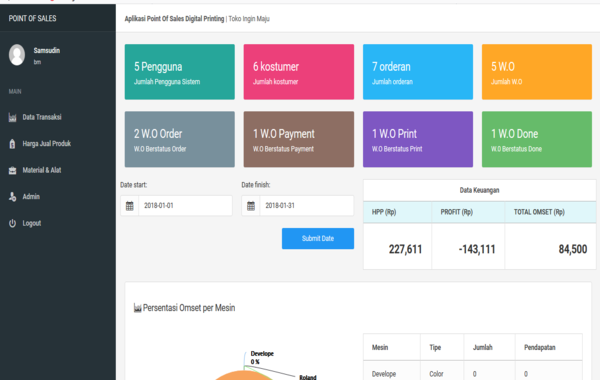 POINT OF SALES
Aplikasi Point Of Sales Digital Printing | Toko Ingin Maju
Samsudin
bm
MAIN
Data Transaksi
Harga Jual Produk
Material & Alat
Admin
Logout
5 Pengguna
Jumlah Pengguna Sistem
6 kostumer
Jumlah kostumer
7 orderan
Jumlah orderan
5 W.O
Jumlah W.O
2 W.O Order
W.O Berstatus Order
1 W.O Payment
W.O Berstatus Payment
1 W.O Print
W.O Berstatus Print
1 W.O Done
W.O Berstatus Done
Date start:
Date finish:
2018-01-01
2018-01-31
Submit Date
Data Keuangan
HPP (Rp) PROFIT (Rp) TOTAL OMSET (Rp)
227,611 -143,111 84,500
Persentasi Omset per Mesin
Develope
0 %
Roland
Mesin Tipe Jumlah Pendapatan
Develope Color 0 0